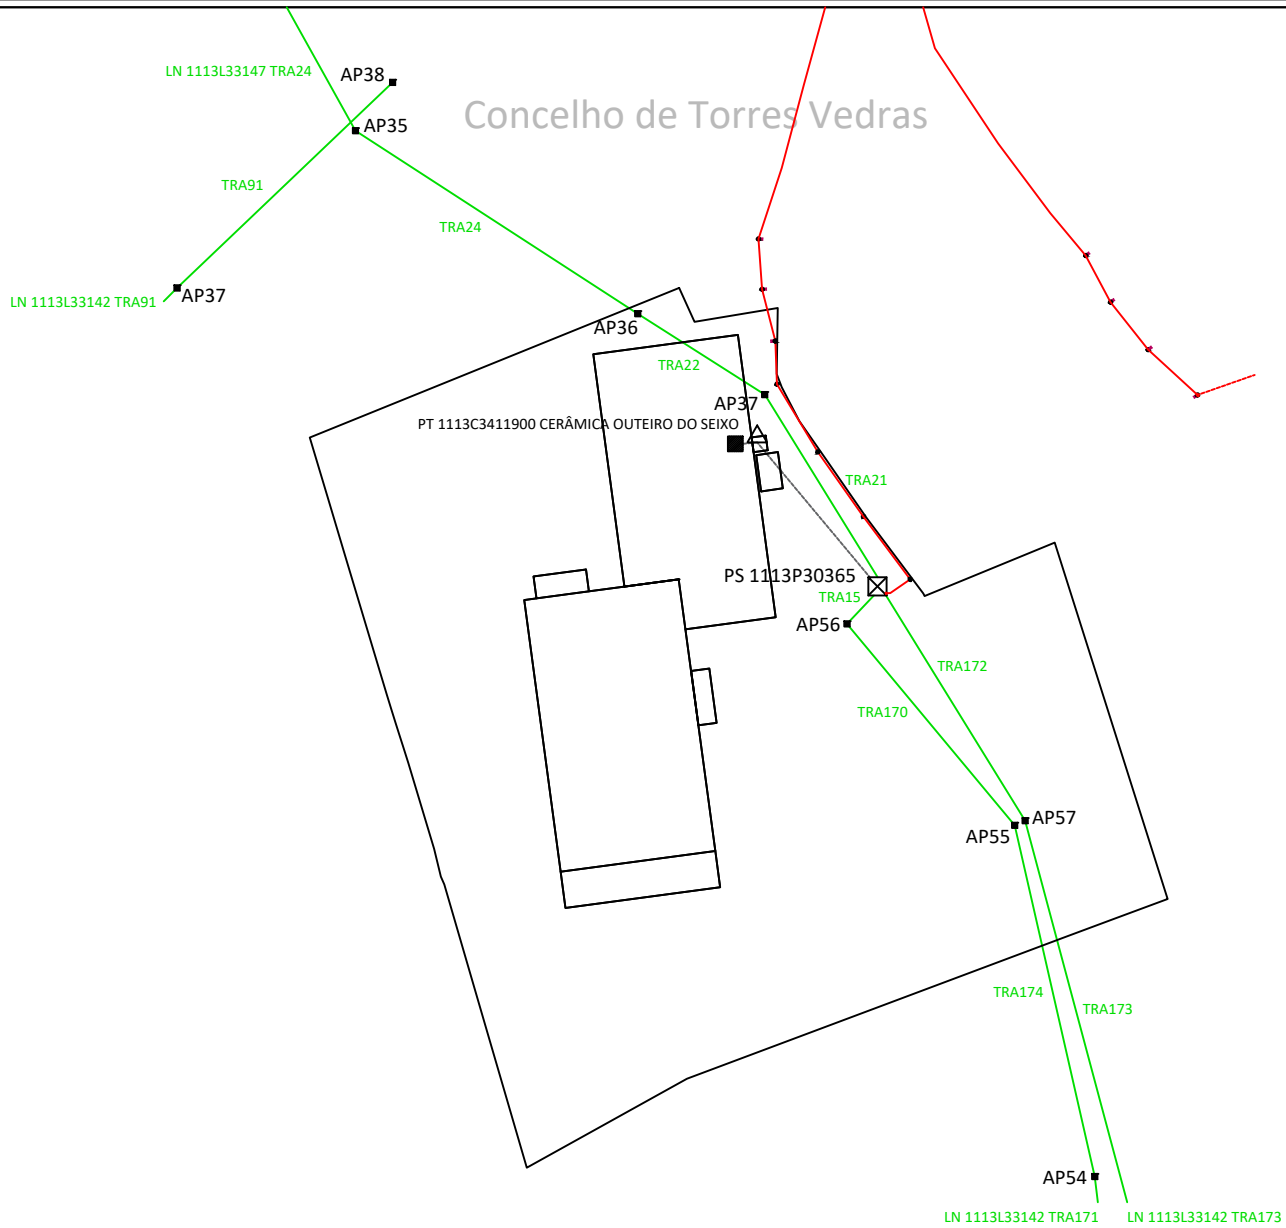 LN 1113L33147 TRA24
AP38
Concelho de Torres Vedras
AP35
TRA91
TRA24
AP37
LN 1113L33142 TRA91
AP36
TRA22
AP37
PT 1113C3411900 CERÂMICA OUTEIRO DO SEIXO
TRA21
PS 1113P30365
TRA15
AP56
TRA172
TRA170
AP57
AP55
TRA174
TRA173
AP54
LN 1113L33142 TRA171
LN 1113L33142 TRA173